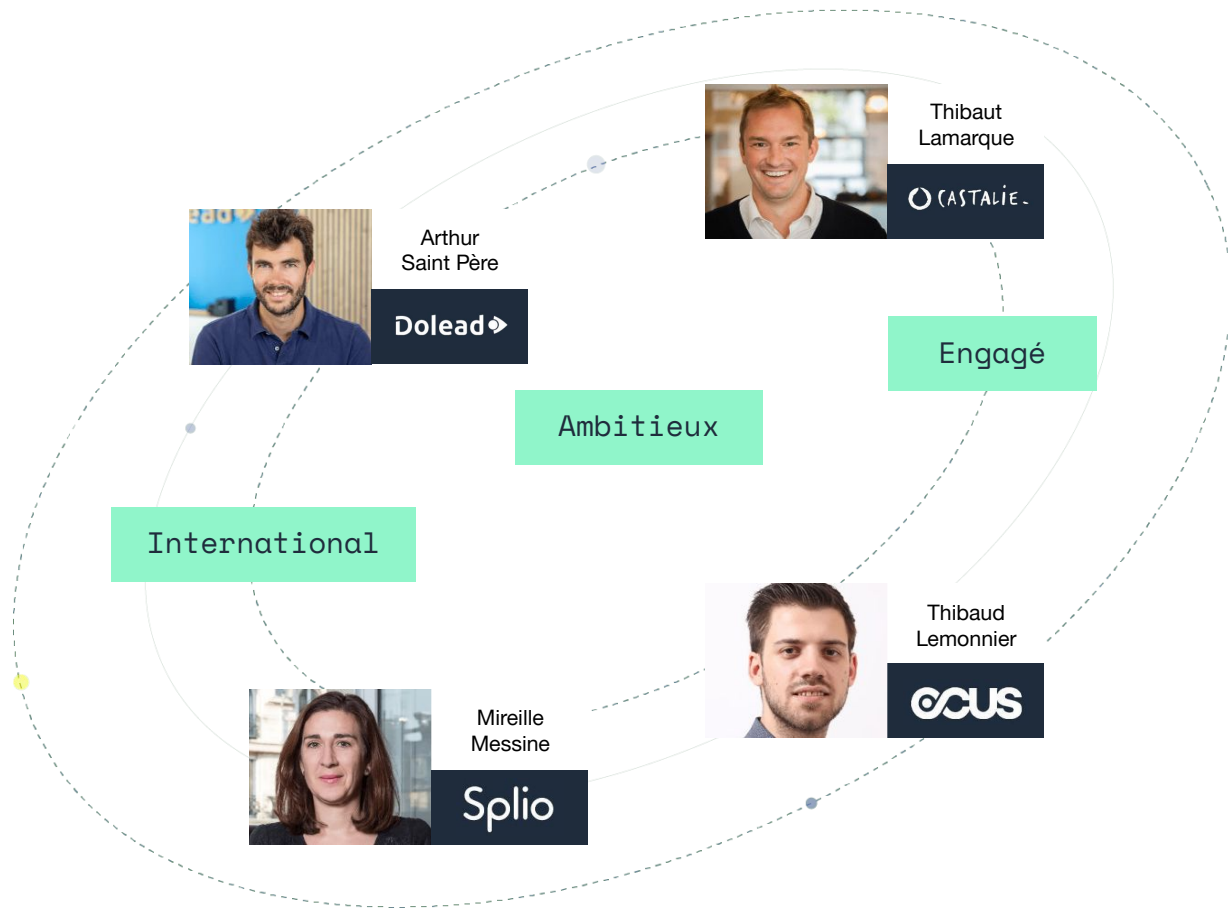 Thibaut
Lamarque
CASTALIE.
Arthur
Saint Père
Dolead
Engagé
Ambitieux
International
Thibaud
Lemonnier
OCUS
Mireille
Messine
Splio